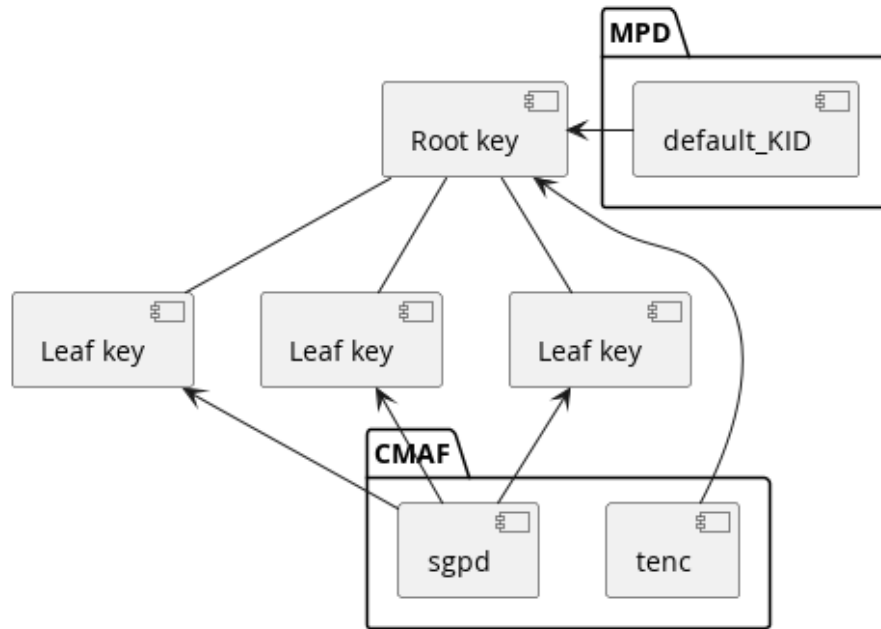 MPD
Root key
default_KID
Leaf key
Leaf key
Leaf key
CMAF
sgpd
tenc